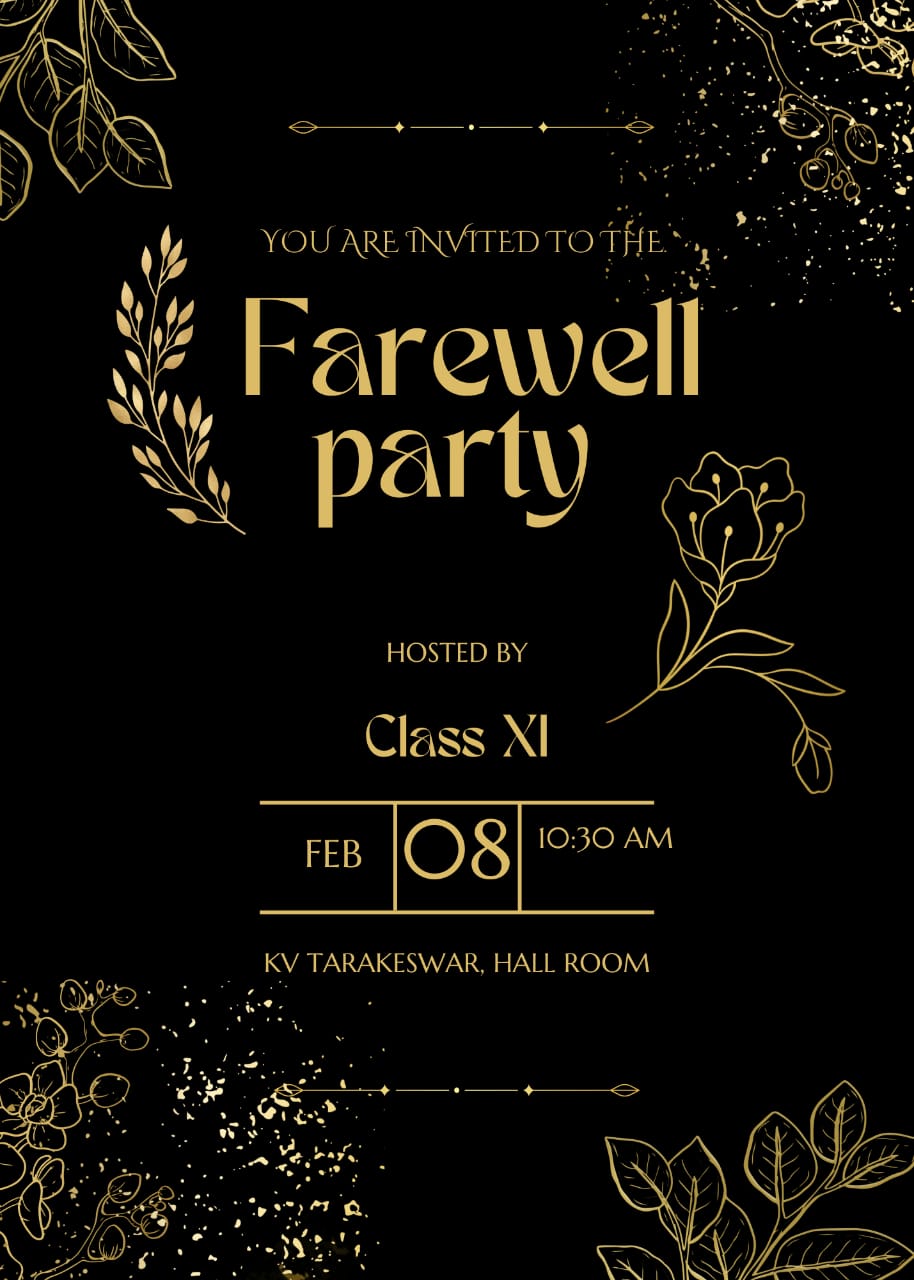 YOU ARE INVITED TO THE
Farewell
party
HOSTED BY
Class XI
FEB 08 10:30 AM
KV TARAKESWAR, HALL ROOM